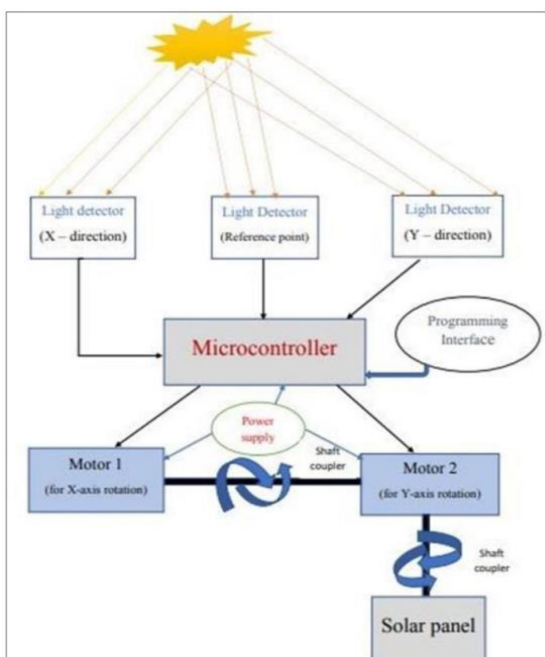 Light detector
(X – direction)
Light Detector
(Reference point)
Light Detector
(Y – direction)
Microcontroller
Programming
Interface
Power
supply
Motor 1
(for X-axis rotation)
Shaft
coupler
Motor 2
(for Y-axis rotation)
Shaft
coupler
Solar panel